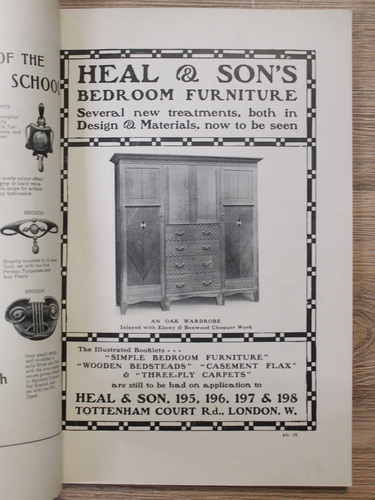 OF THE
SCHOOL
BROOCH
BROOCH
HEAL & SON'S
BEDROOM FURNITURE
Several new treatments, both in
Design & Materials, now to be seen
AN OAK WARDROBE
Inlayed with Ebony & Boxwood Chequer Work
The Illustrated Booklets - - -
"SIMPLE BEDROOM FURNITURE"
"WOODEN BEDSTEADS" "CASEMENT FLAX"
& "THREE-PLY CARPETS"
are still to be had on application to
HEAL & SON, 195, 196, 197 & 198
TOTTENHAM COURT Rd., LONDON, W.